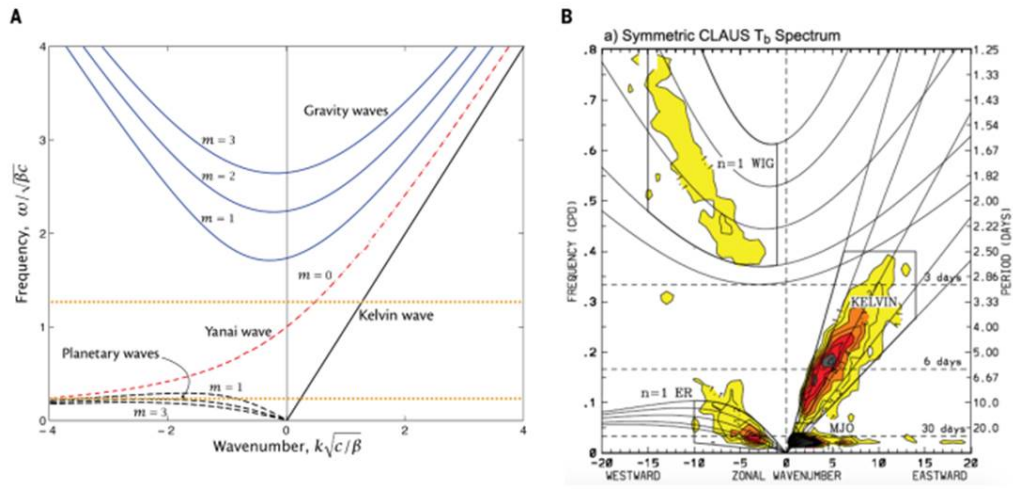 A
4
3
2
1
0
-4
-2
0
2
4
Frequency, ω/√βc
Wavenumber, k√c/β
Gravity waves
m = 3
m = 2
m = 1
m = 0
Yanai wave
Kelvin wave
Planetary waves
m = 1
m = 3
B
a) Symmetric CLAUS Tb Spectrum
.8
.7
.6
.5
.4
.3
.2
.1
0
FREQUENCY (CPD)
1.25
1.33
1.43
1.54
1.67
1.82
2.00
2.22
2.50
2.86
3.33
4.00
5.00
6.67
10.0
20.0
PERIOD (DAYS)
n=1 WIG
3 days
KELVIN
6 days
n=1 ER
MJO
30 days
-20
-15
-10
-5
0
5
10
15
20
WESTWARD
ZONAL WAVENUMBER
EASTWARD